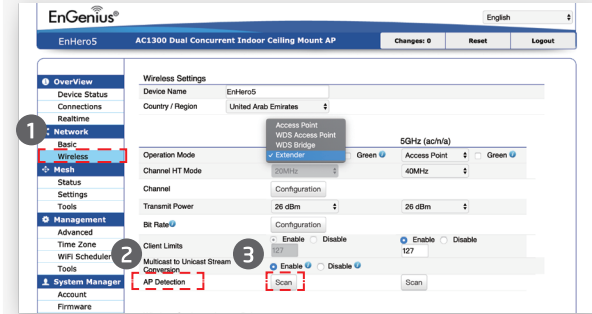 EnGenius®
English
EnHero5
AC1300 Dual Concurrent Indoor Ceiling Mount AP
Changes: 0
Reset
Logout
OverView
Device Status
Connections
Realtime
1
Network
Basic
Wireless
Mesh
Status
Settings
Tools
Management
Advanced
Time Zone
WiFi Scheduler
Tools
System Manager
Account
Firmware
Wireless Settings
Device Name EnHero5
Country / Region United Arab Emirates
Access Point
WDS Access Point
WDS Bridge
✓ Extender
5GHz (ac/n/a)
Operation Mode Green Access Point Green
Channel HT Mode 20MHz 40MHz
Channel Configuration
Transmit Power 26 dBm 26 dBm
Bit Rate Configuration
Client Limits Enable Disable Enable Disable
127 127
2 3
Multicast to Unicast Stream Conversion Enable Disable
AP Detection Scan Scan